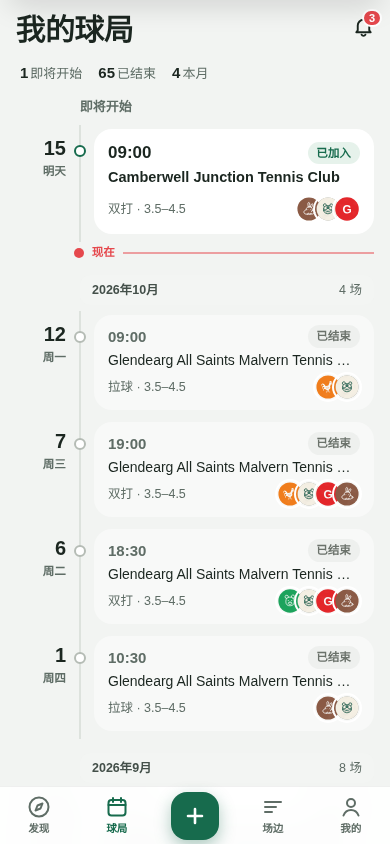 我的球局
3
1即将开始 65已结束 4本月
即将开始
15
明天
09:00 已加入
Camberwell Junction Tennis Club
双打 · 3.5–4.5 G
现在
2026年10月 4 场
12
周一
09:00 已结束
Glendearg All Saints Malvern Tennis …
拉球 · 3.5–4.5
7
周三
19:00 已结束
Glendearg All Saints Malvern Tennis …
双打 · 3.5–4.5 G
6
周二
18:30 已结束
Glendearg All Saints Malvern Tennis …
双打 · 3.5–4.5 G
1
周四
10:30 已结束
Glendearg All Saints Malvern Tennis …
拉球 · 3.5–4.5
2026年9月 8 场
发现 球局 场边 我的